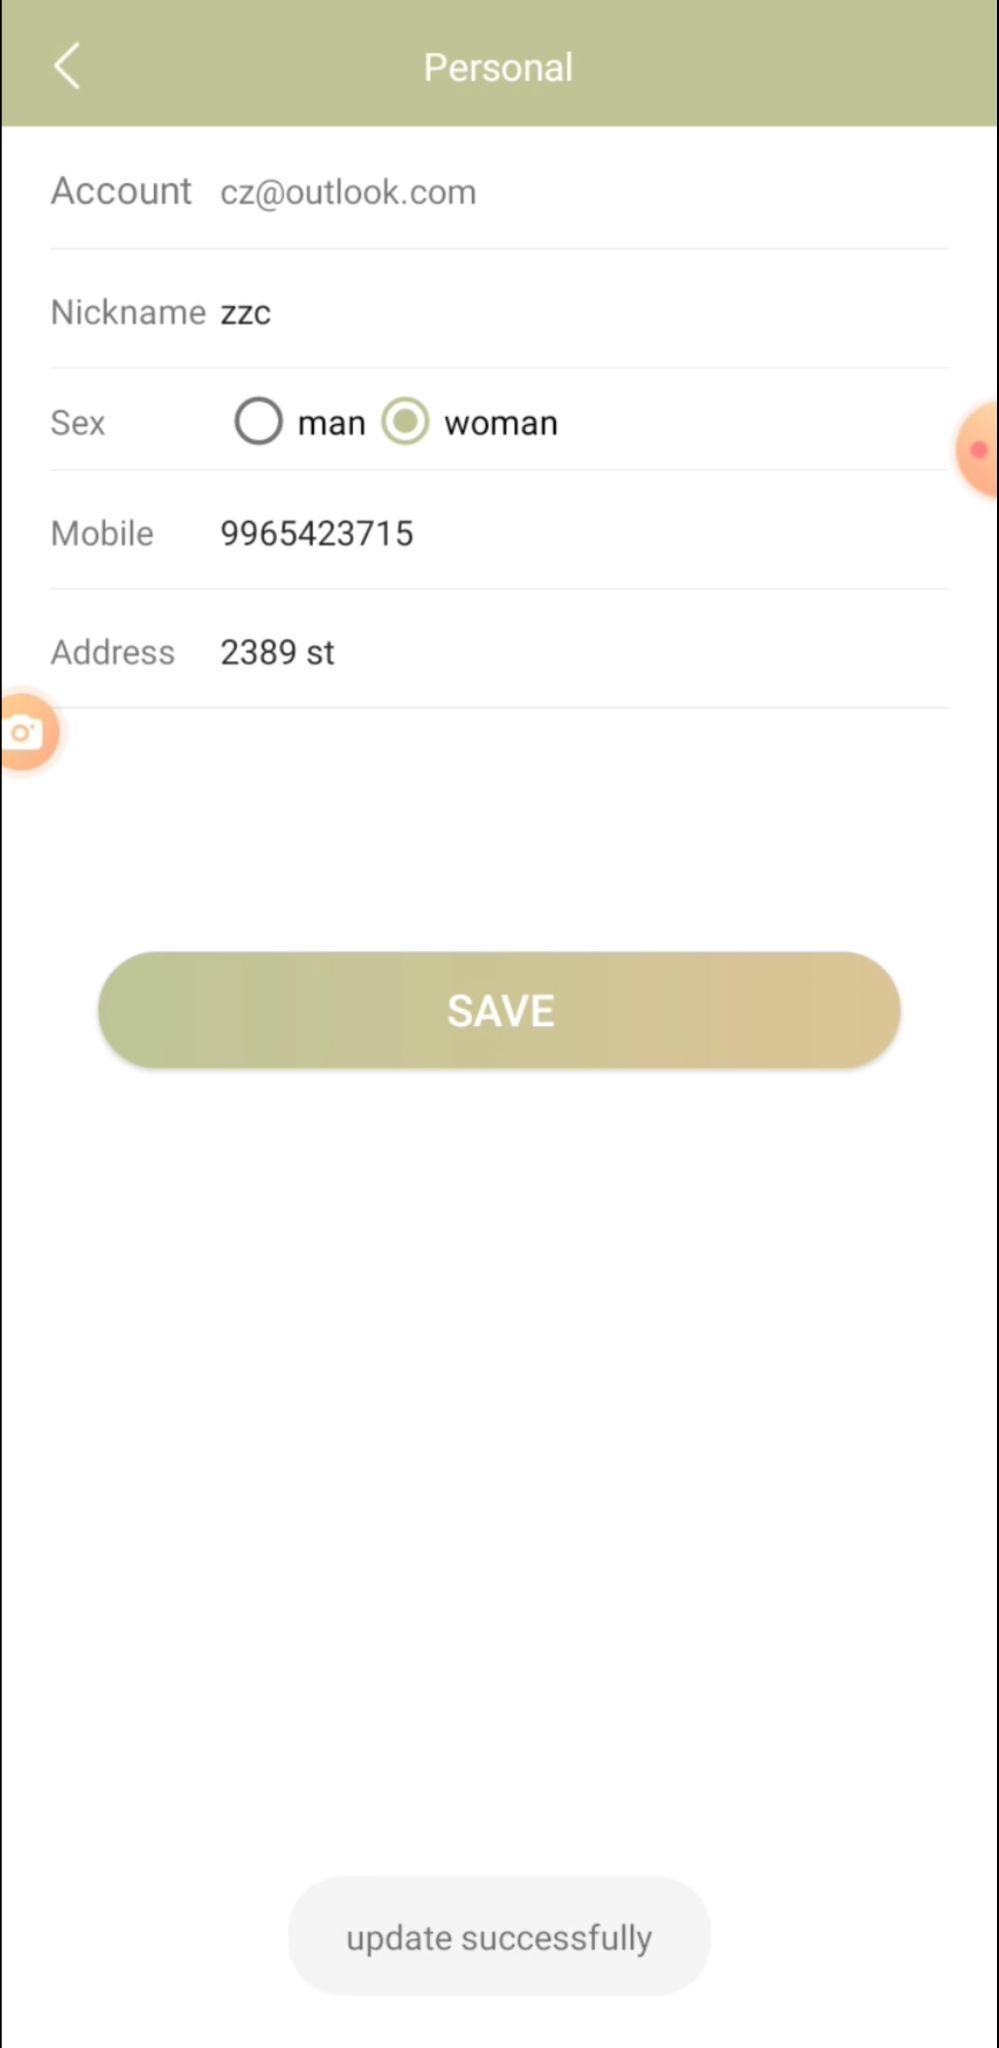 Personal
Account cz@outlook.com
Nickname zzc
Sex man woman
Mobile 9965423715
Address 2389 st
SAVE
update successfully